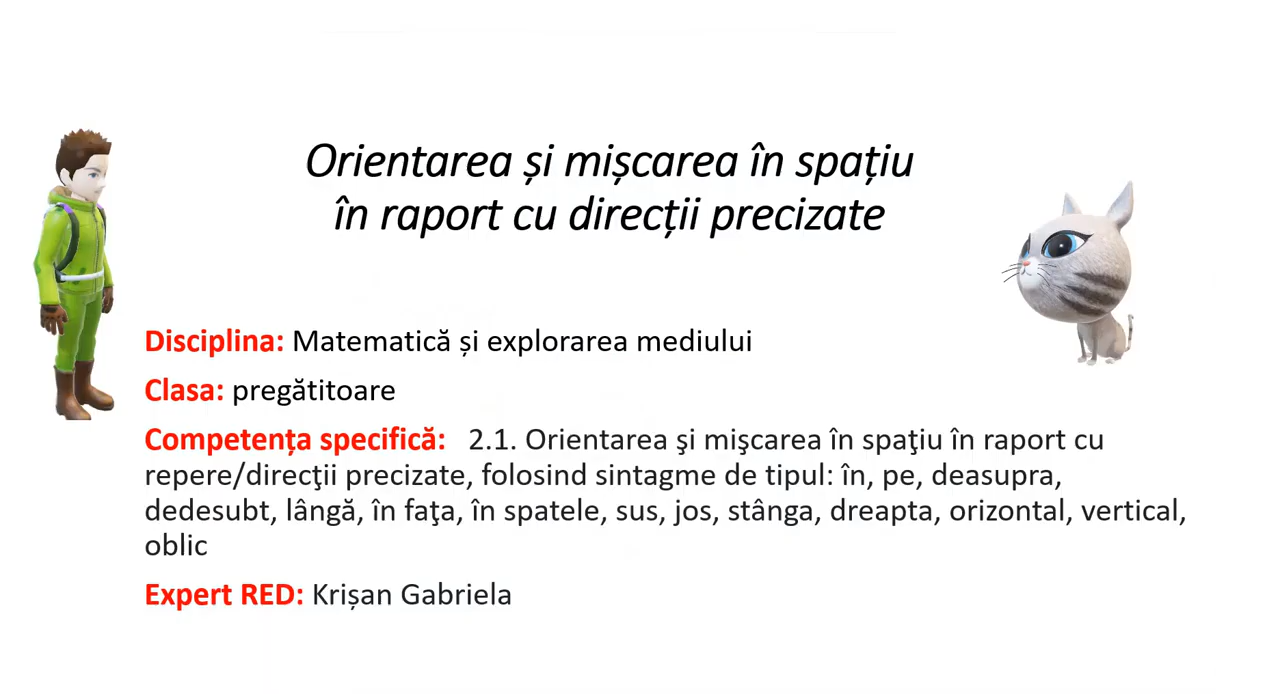 Orientarea și mișcarea în spațiu
în raport cu direcții precizate
Disciplina: Matematică și explorarea mediului
Clasa: pregătitoare
Competența specifică: 2.1. Orientarea şi mişcarea în spaţiu în raport cu
repere/direcţii precizate, folosind sintagme de tipul: în, pe, deasupra,
dedesubt, lângă, în faţa, în spatele, sus, jos, stânga, dreapta, orizontal, vertical,
oblic
Expert RED: Krișan Gabriela